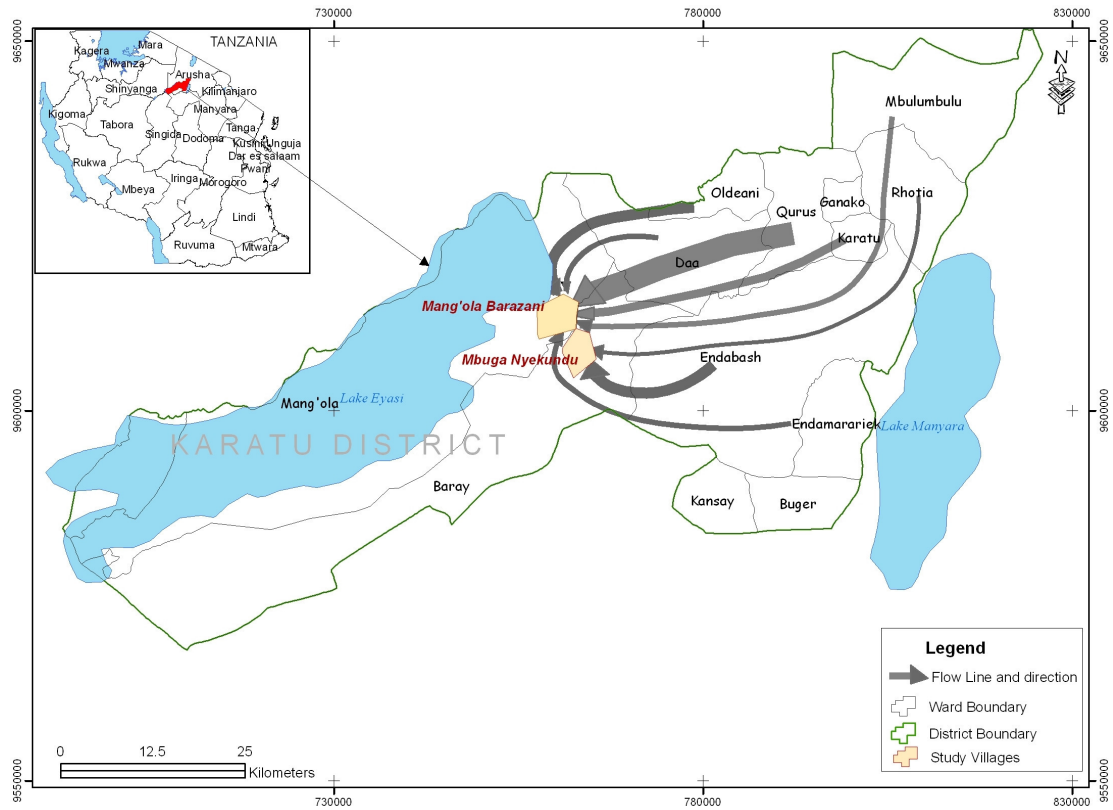 730000
780000
830000
9650000
9650000
TANZANIA
Mara
Kagera
Mwanza
Arusha
Shinyanga
Kilimanjaro
Manyara
Kigoma
Tabora
Singida
Dodoma
Tanga
Kusini Unguja
Dar es salaam
Pwani
Rukwa
Iringa
Morogoro
Mbeya
Lindi
Ruvuma
Mtwara
N
Mbulumbulu
Oldeani
Ganako
Rhotia
Qurus
Karatu
Daa
Mang'ola Barazani
Mbuga Nyekundu
Endabash
Mang'ola
Lake Eyasi
9600000
9600000
Endamarariek
Lake Manyara
KARATU DISTRICT
Baray
Kansay
Buger
Legend
Flow Line and direction
Ward Boundary
District Boundary
Study Villages
0
12.5
25
Kilometers
9550000
9550000
730000
780000
830000